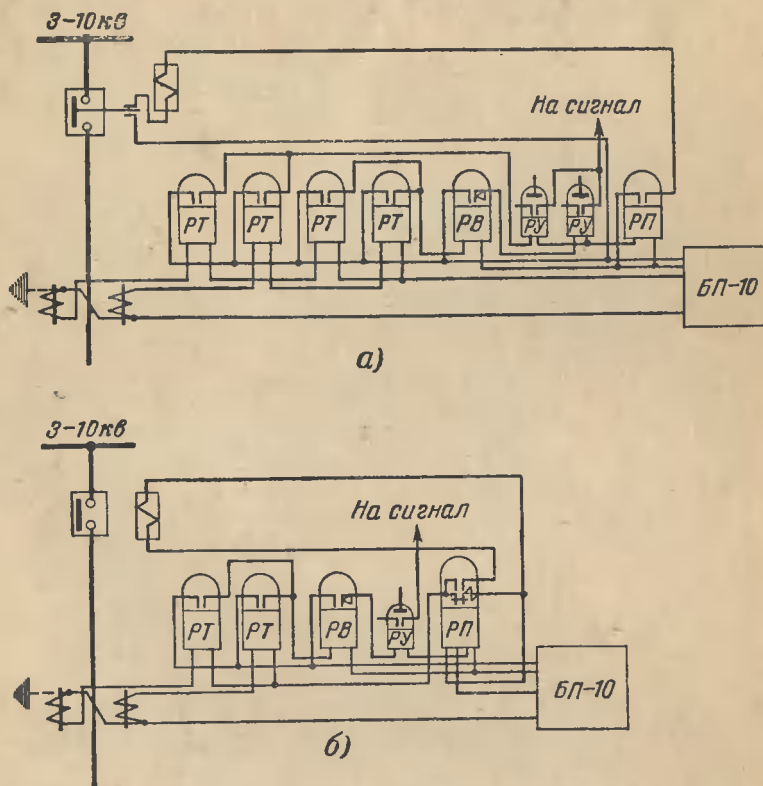 3-10кв
На сигнал
РТ РТ РТ РТ РВ РУ РУ РП
БП-10
а)
3-10кв
На сигнал
РТ РТ РВ РУ РП
БП-10
б)